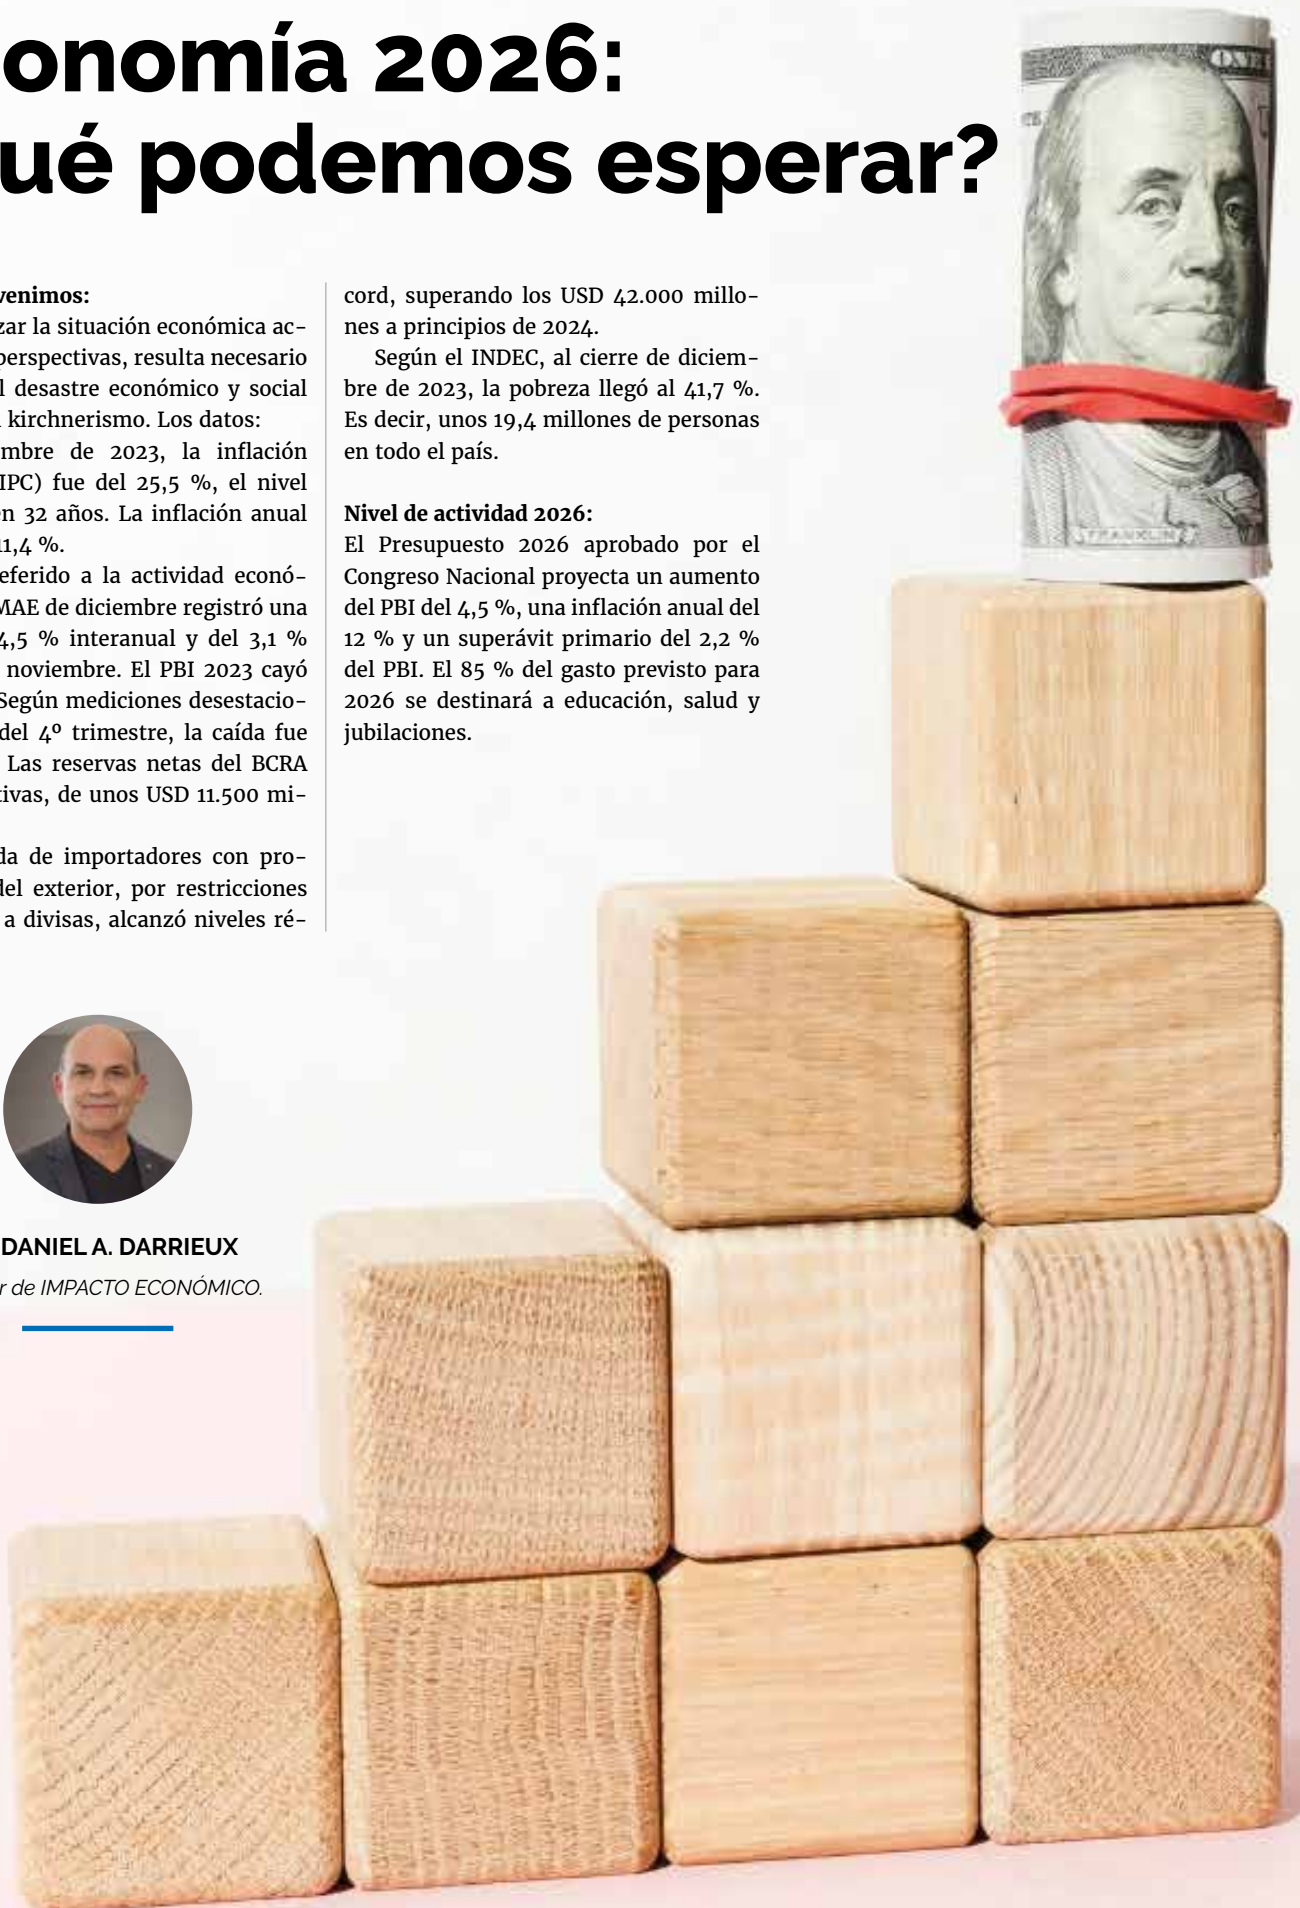 onomía 2026:
ué podemos esperar?
venimos:
zar la situación económica ac-
perspectivas, resulta necesario
l desastre económico y social
l kirchnerismo. Los datos:
mbre de 2023, la inflación
IPC) fue del 25,5 %, el nivel
en 32 años. La inflación anual
11,4 %.
eferido a la actividad econó-
MAE de diciembre registró una
4,5 % interanual y del 3,1 %
noviembre. El PBI 2023 cayó
Según mediciones desestacio-
del 4º trimestre, la caída fue
Las reservas netas del BCRA
tivas, de unos USD 11.500 mi-
da de importadores con pro-
del exterior, por restricciones
a divisas, alcanzó niveles ré-
cord, superando los USD 42.000 millo-
nes a principios de 2024.
Según el INDEC, al cierre de diciem-
bre de 2023, la pobreza llegó al 41,7 %.
Es decir, unos 19,4 millones de personas
en todo el país.
Nivel de actividad 2026:
El Presupuesto 2026 aprobado por el
Congreso Nacional proyecta un aumento
del PBI del 4,5 %, una inflación anual del
12 % y un superávit primario del 2,2 %
del PBI. El 85 % del gasto previsto para
2026 se destinará a educación, salud y
jubilaciones.
DANIEL A. DARRIEUX
r de IMPACTO ECONÓMICO.
ONE
FRANKLIN